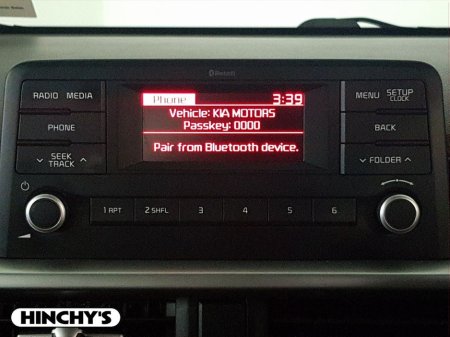 Bluetooth
Phone 3:39
Vehicle: KIA MOTORS
Passkey: 0000
Pair from Bluetooth device.
RADIO MEDIA
PHONE
SEEK
TRACK
MENU SETUP
CLOCK
BACK
FOLDER
1 RPT 2 SHFL 3 4 5 6
HINCHY'S